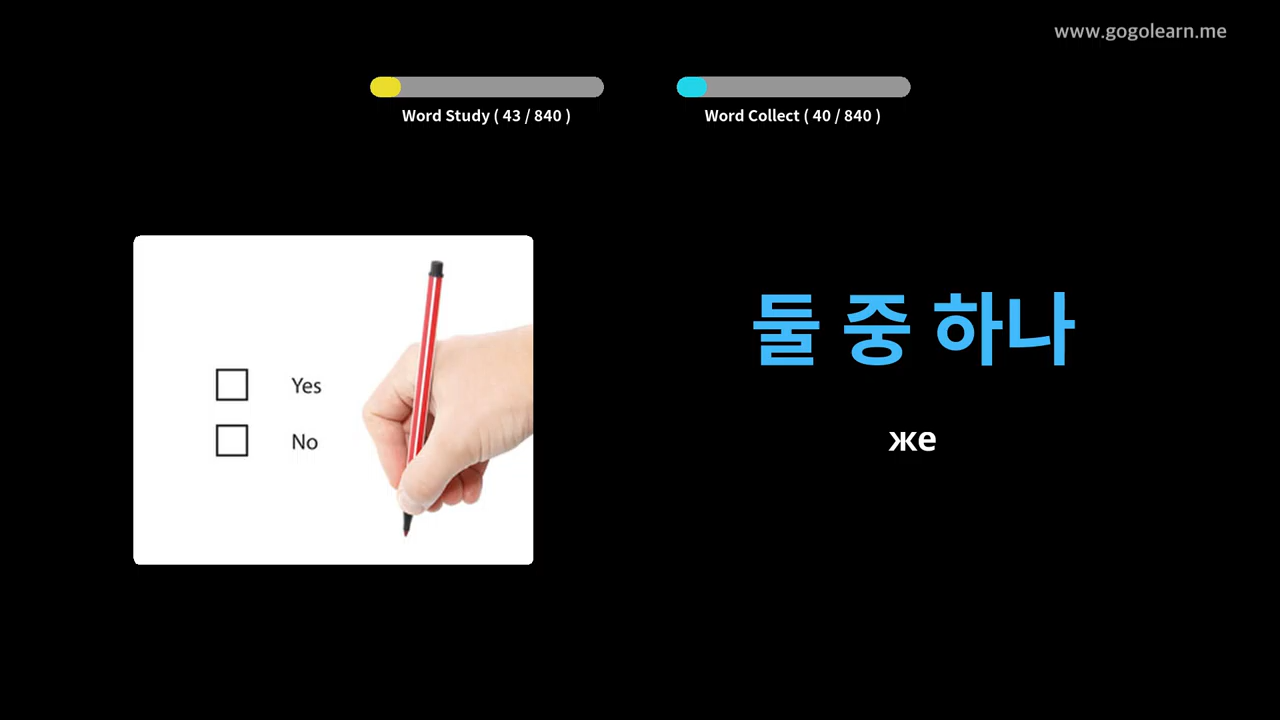 www.gogolearn.me
Word Study ( 43 / 840 )
Word Collect ( 40 / 840 )
Yes
No
둘 중 하나
же